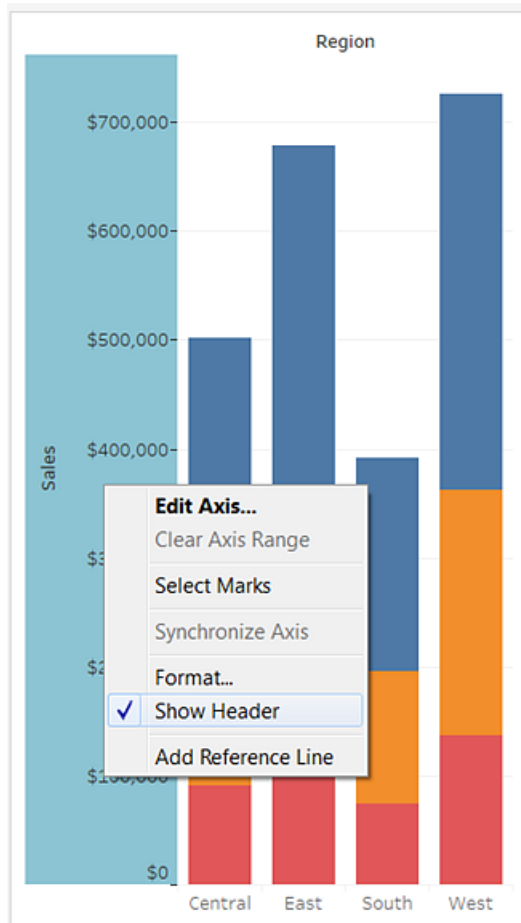 Region
$700,000
$600,000
$500,000
$400,000
Sales
Edit Axis...
Clear Axis Range
Select Marks
Synchronize Axis
Format...
Show Header
Add Reference Line
$0
Central East South West